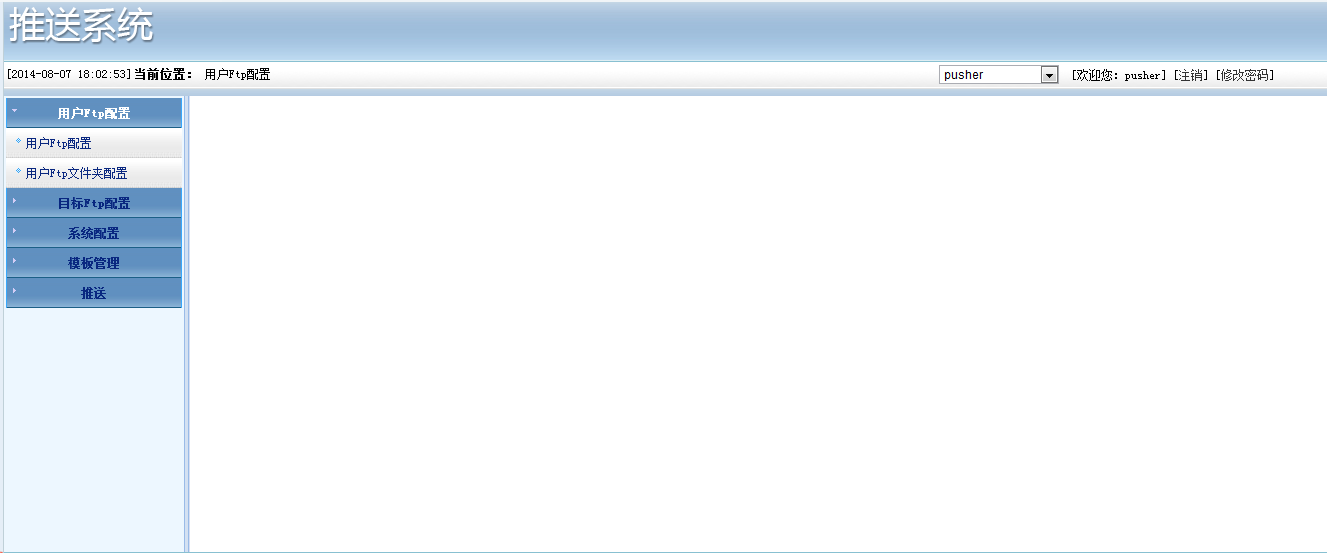 推送系统
[2014-08-07 18:02:53] 当前位置: 用户Ftp配置 pusher [欢迎您: pusher] [注销] [修改密码]
用户Ftp配置
用户Ftp配置
用户Ftp文件夹配置
目标Ftp配置
系统配置
模板管理
推送